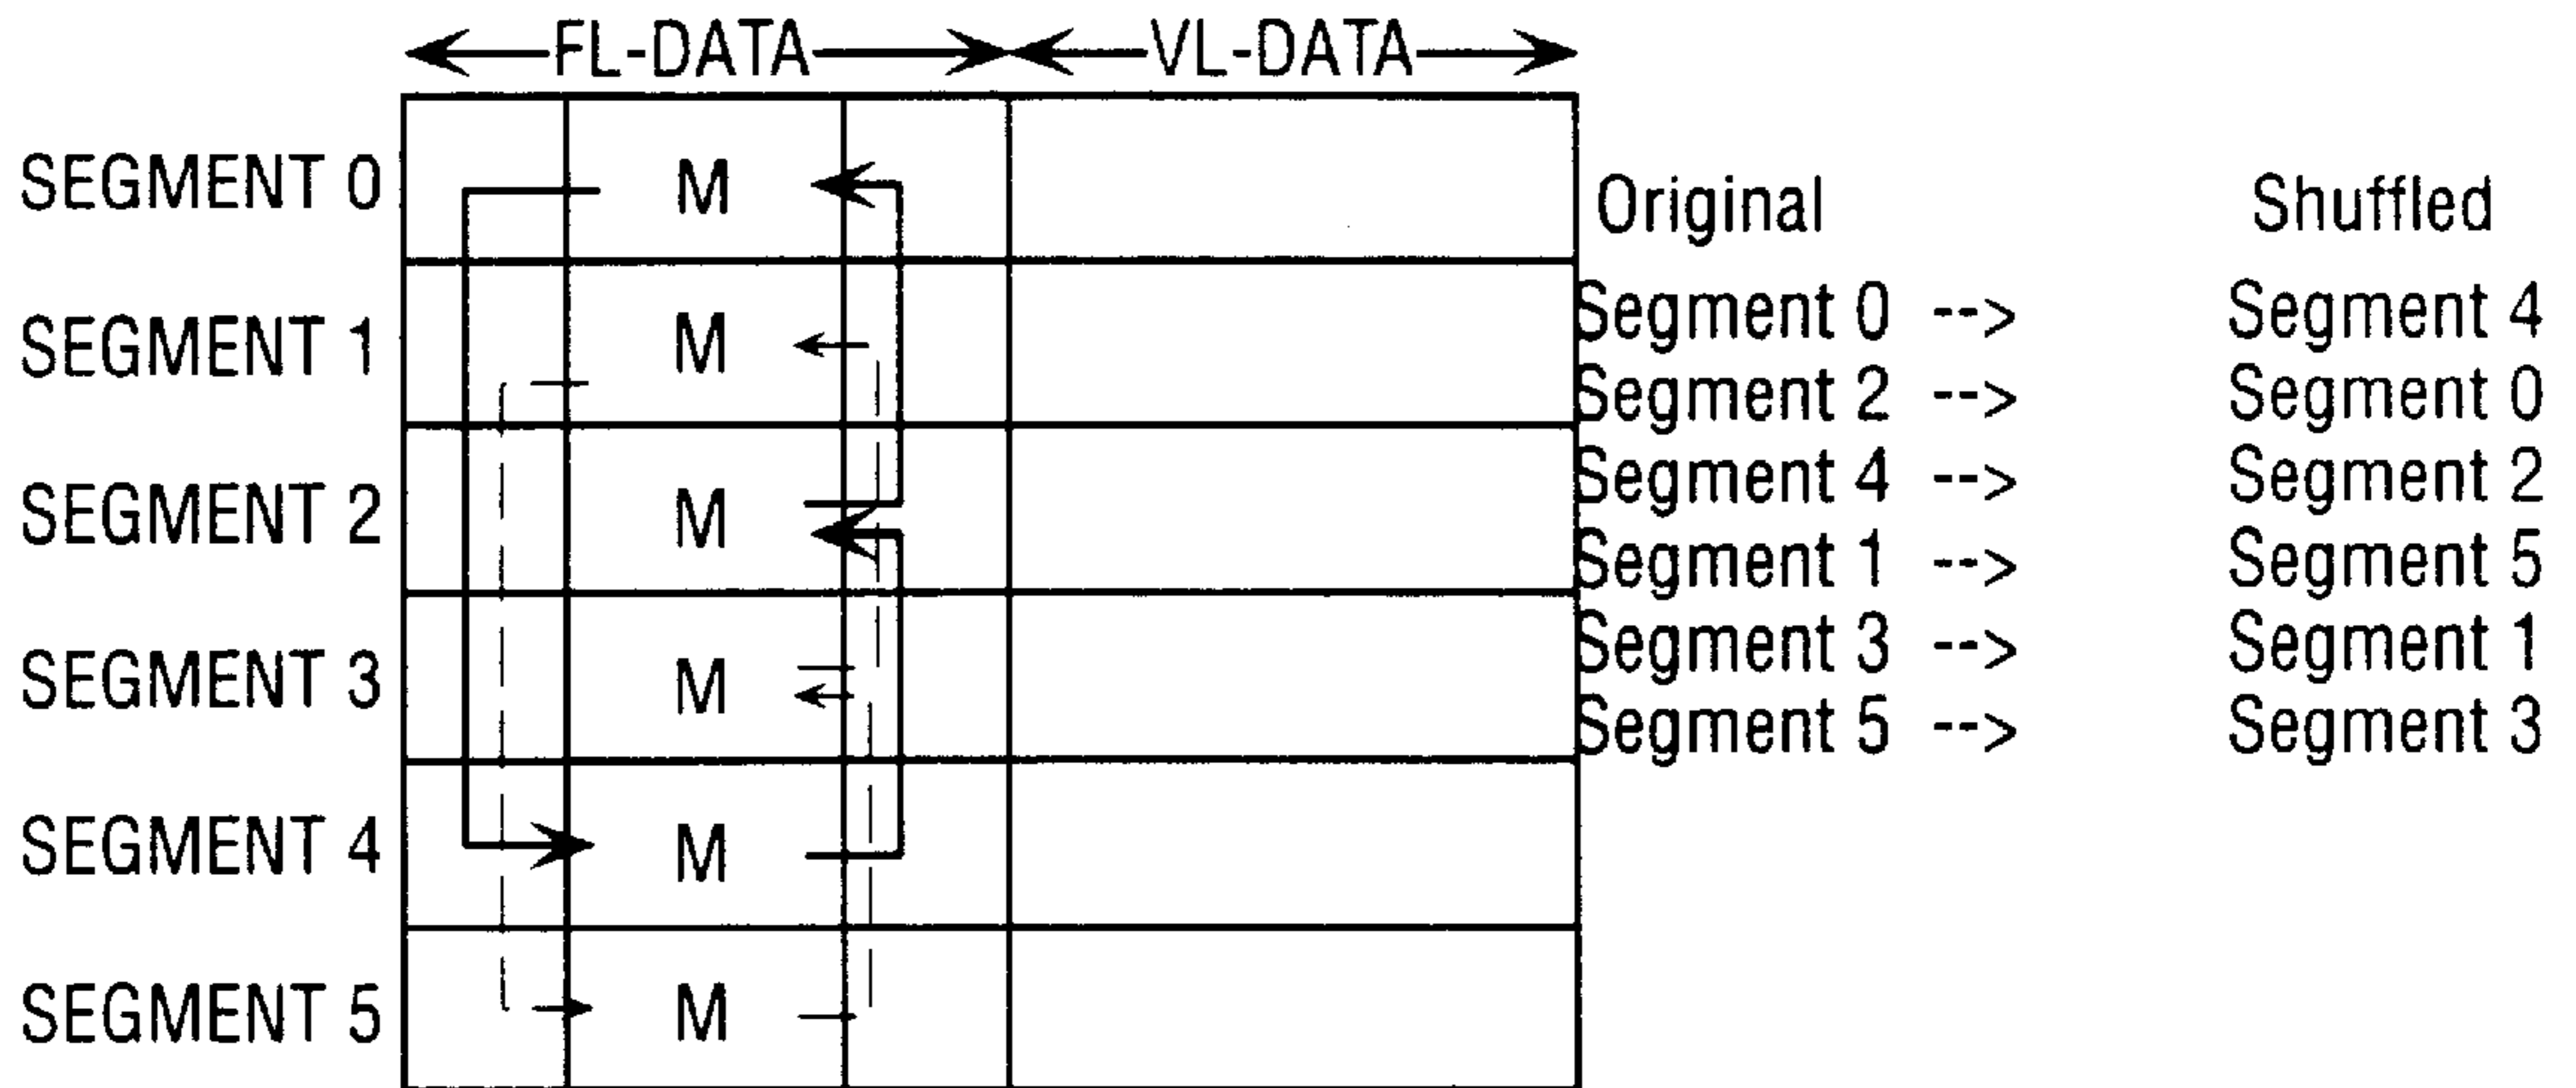 FL-DATA VL-DATA
SEGMENT 0 M
SEGMENT 1 M
SEGMENT 2 M
SEGMENT 3 M
SEGMENT 4 M
SEGMENT 5 M
Original Shuffled
Segment 0 --> Segment 4
Segment 2 --> Segment 0
Segment 4 --> Segment 2
Segment 1 --> Segment 5
Segment 3 --> Segment 1
Segment 5 --> Segment 3